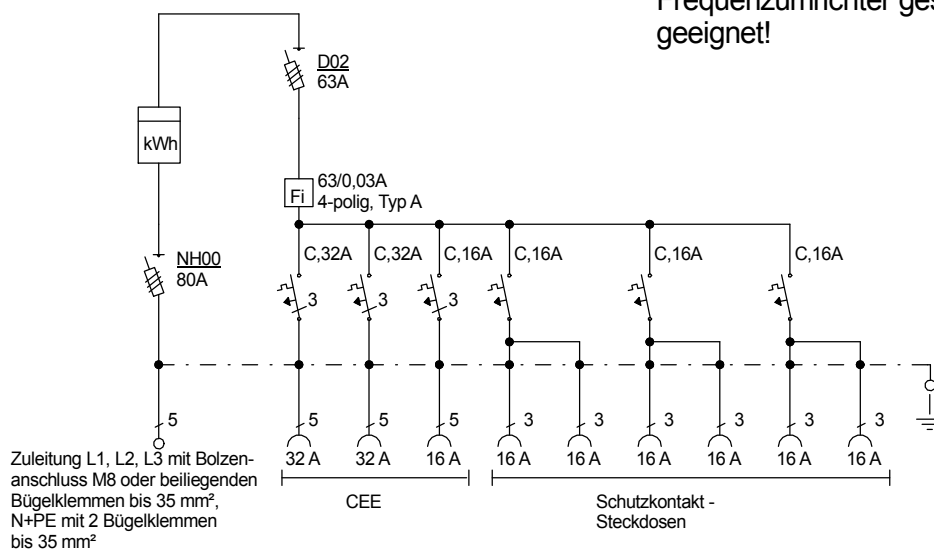 Frequenzumrichter
geeignet!
D02
63A
kWh
Fi
63/0,03A
4-polig, Typ A
NH00
80A
C,32A C,32A C,16A C,16A C,16A C,16A
3 3 3
5 5 5 5 3 3 3 3 3 3
32 A 32 A 16 A 16 A 16 A 16 A 16 A 16 A 16 A
Zuleitung L1, L2, L3 mit Bolzen-
anschluss M8 oder beiliegenden
Bügelklemmen bis 35 mm²,
N+PE mit 2 Bügelklemmen
bis 35 mm²
CEE
Schutzkontakt -
Steckdosen